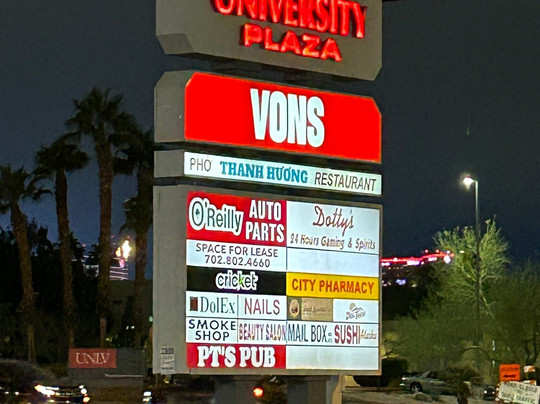 UNIVERSITY
PLAZA
VONS
PHỞ THANH HƯƠNG RESTAURANT
O'Reilly AUTO PARTS
Dotty's
24 Hours Gaming & Spirits
SPACE FOR LEASE
702.802.4660
cricket
CITY PHARMACY
DolEx
NAILS
SMOKE SHOP
BEAUTY SALON
MAIL BOX
SUSHI
PT'S PUB
UNLV